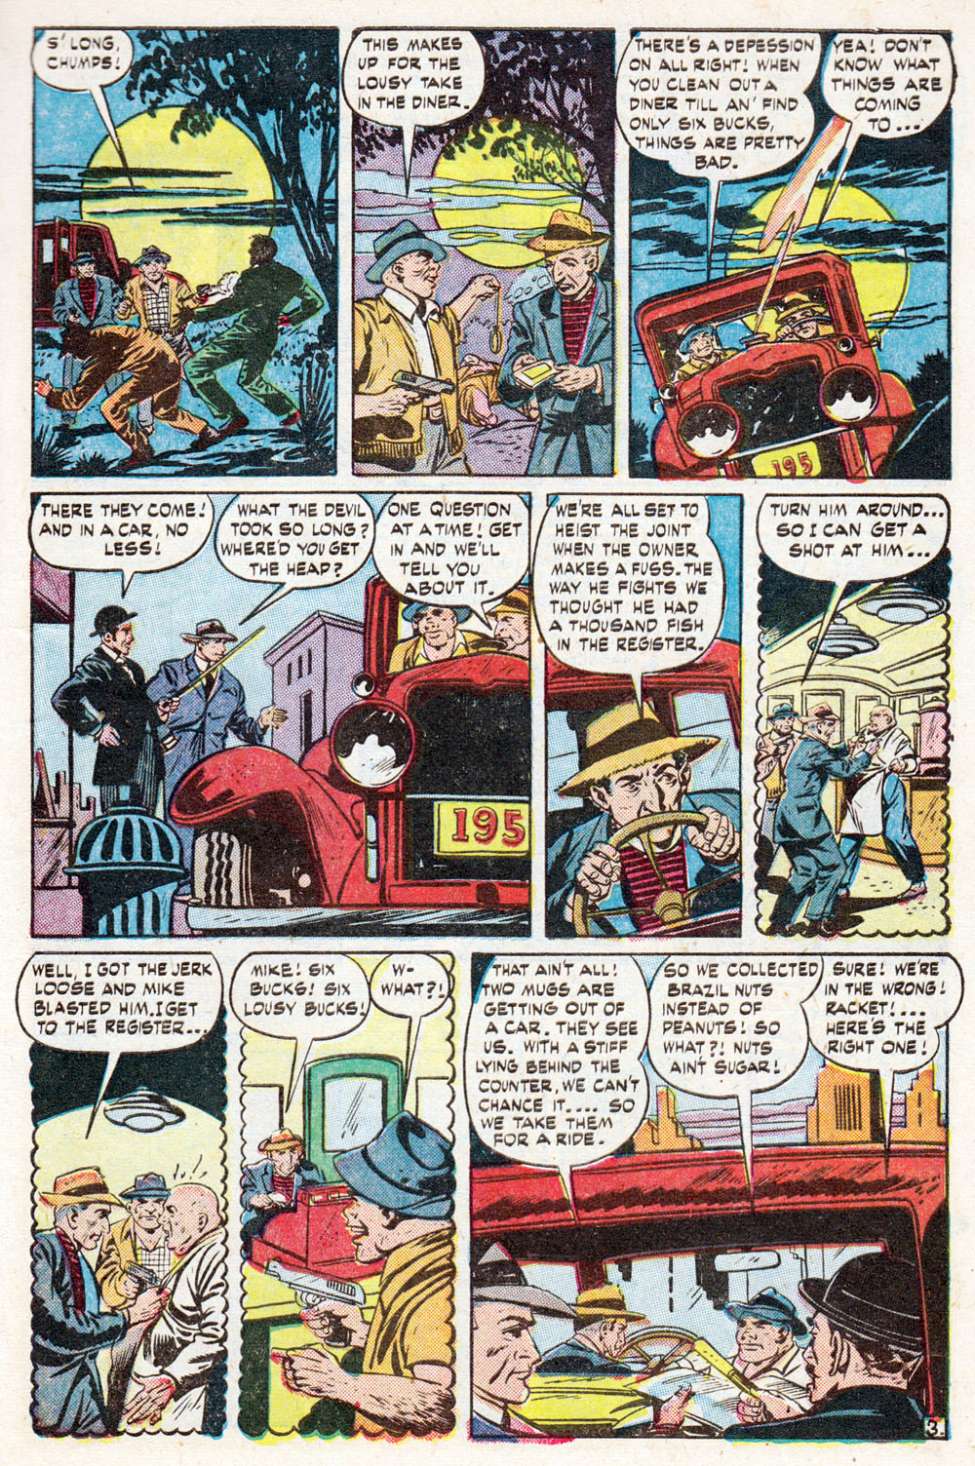 S' LONG,
CHUMPS!
THIS MAKES
UP FOR THE
LOUSY TAKE
IN THE DINER.
THERE'S A DEPESSION
ON ALL RIGHT! WHEN
YOU CLEAN OUT A
DINER TILL AN' FIND
ONLY SIX BUCKS,
THINGS ARE PRETTY
BAD.
YEA! DON'T
KNOW WHAT
THINGS ARE
COMING
TO...
195
THERE THEY COME!
AND IN A CAR, NO
LESS!
WHAT THE DEVIL
TOOK SO LONG?
WHERE'D YOU GET
THE HEAP?
ONE QUESTION
AT A TIME! GET
IN AND WE'LL
TELL YOU
ABOUT IT.
195
WE'RE ALL SET TO
HEIST THE JOINT
WHEN THE OWNER
MAKES A FUSS. THE
WAY HE FIGHTS WE
THOUGHT HE HAD
A THOUSAND FISH
IN THE REGISTER.
TURN HIM AROUND...
SO I CAN GET A
SHOT AT HIM...
WELL, I GOT THE JERK
LOOSE AND MIKE
BLASTED HIM. I GET
TO THE REGISTER...
MIKE! SIX
BUCKS! SIX
LOUSY BUCKS!
W-
WHAT?!
THAT AIN'T ALL!
TWO MUGS ARE
GETTING OUT OF
A CAR. THEY SEE
US. WITH A STIFF
LYING BEHIND THE
COUNTER, WE CAN'T
CHANCE IT.... SO
WE TAKE THEM
FOR A RIDE.
SO WE COLLECTED
BRAZIL NUTS
INSTEAD OF
PEANUTS! SO
WHAT?! NUTS
AIN'T SUGAR!
SURE! WE'RE
IN THE WRONG!
RACKET!....
HERE'S THE
RIGHT ONE!
3